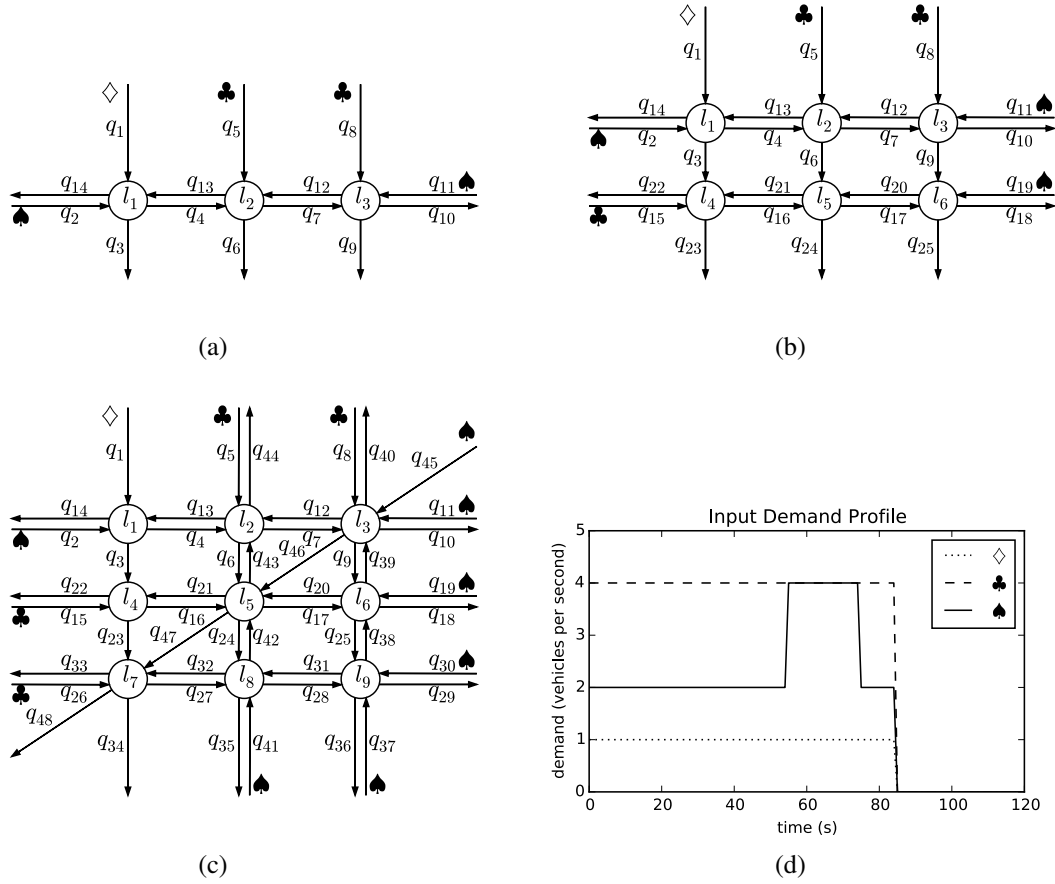 ♢ ♣ ♣
q1 q5 q8
q14 l1 q13 l2 q12 l3 q11 ♠
♠ q2 q4 q7 q10
q3 q6 q9
(a)
♢ ♣ ♣
q1 q5 q8
q14 l1 q13 l2 q12 l3 q11 ♠
♠ q2 q4 q7 q10
q3 q6 q9
q22 l4 q21 l5 q20 l6 q19 ♠
♣ q15 q16 q17 q18
q23 q24 q25
(b)
♢ ♣ ♣ ♠
q1 q5 q44 q8 q40 q45
q14 l1 q13 l2 q12 l3 q11 ♠
♠ q2 q4 q7 q10
q3 q6 q43 q46 q9 q39
q22 l4 q21 l5 q20 l6 q19 ♠
♣ q15 q16 q17 q18
q23 q47 q24 q42 q25 q38
q33 l7 q32 l8 q31 l9 q30 ♠
♣ q26 q27 q28 q29
q48 q34 q35 q41 q36 q37
♠ ♠
(c)
Input Demand Profile
demand (vehicles per second)
5
4
3
2
1
0
♢
♣
♠
0 20 40 60 80 100 120
time (s)
(d)